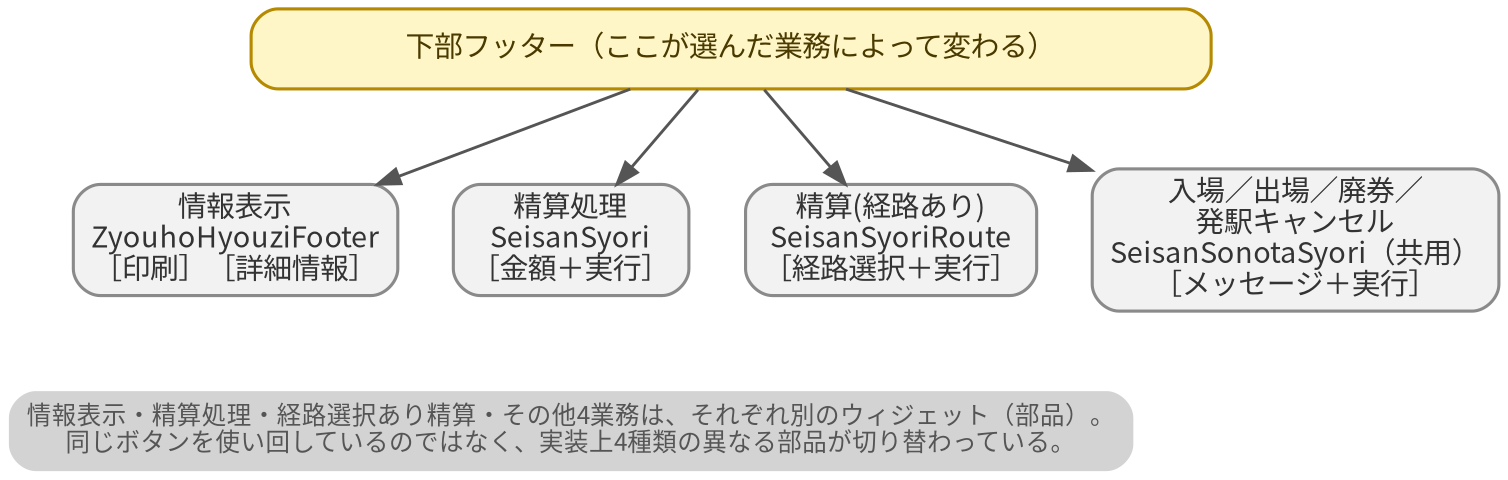 下部フッター（ここが選んだ業務によって変わる）
情報表示
ZyouhoHyouziFooter
［印刷］［詳細情報］
精算処理
SeisanSyori
［金額＋実行］
精算(経路あり)
SeisanSyoriRoute
［経路選択＋実行］
入場／出場／廃券／
発駅キャンセル
SeisanSonotaSyori（共用）
［メッセージ＋実行］
情報表示・精算処理・経路選択あり精算・その他4業務は、それぞれ別のウィジェット（部品）。
同じボタンを使い回しているのではなく、実装上4種類の異なる部品が切り替わっている。